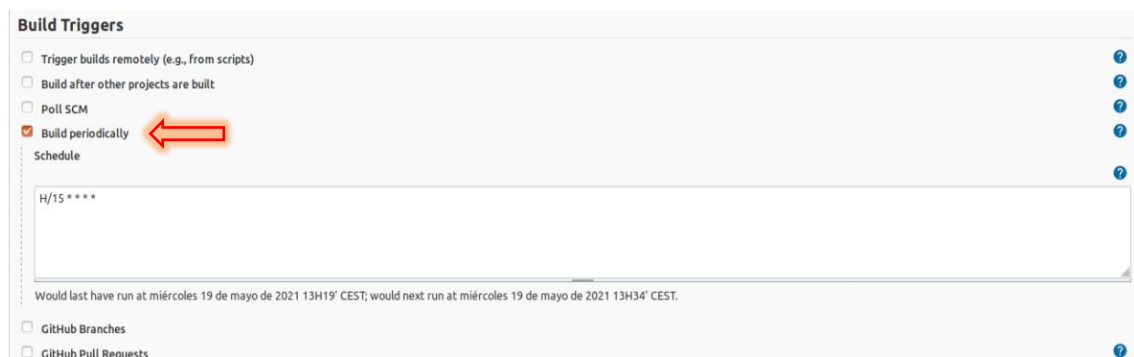 Build Triggers
Trigger builds remotely (e.g., from scripts)
Build after other projects are built
Poll SCM
Build periodically
Schedule
H/15 * * * *
Would last have run at miércoles 19 de mayo de 2021 13H19' CEST; would next run at miércoles 19 de mayo de 2021 13H34' CEST.
GitHub Branches
GitHub Pull Requests